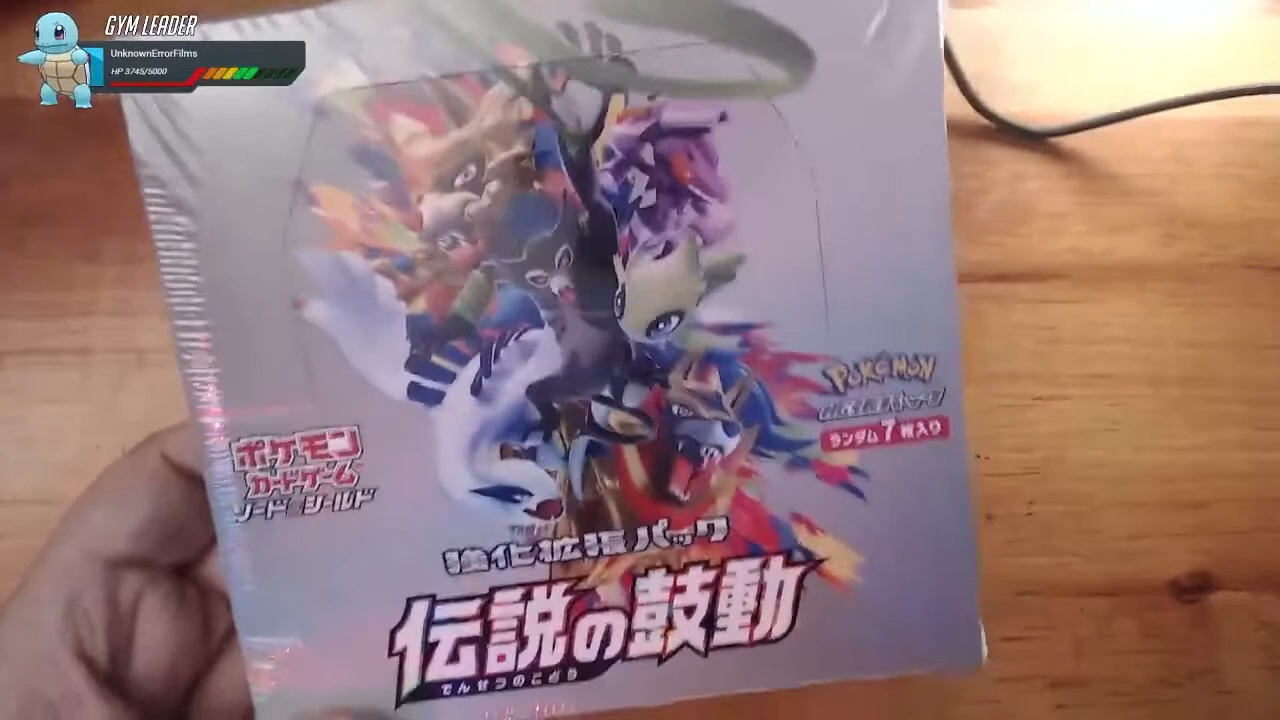 GYM LEADER
UnknownErrorFilms
HP 3745/5000
POKéMON
ランダム7枚入り
ポケモン
カードゲーム
ソード シールド
強化拡張パック
伝説の鼓動
でんせつのこどう